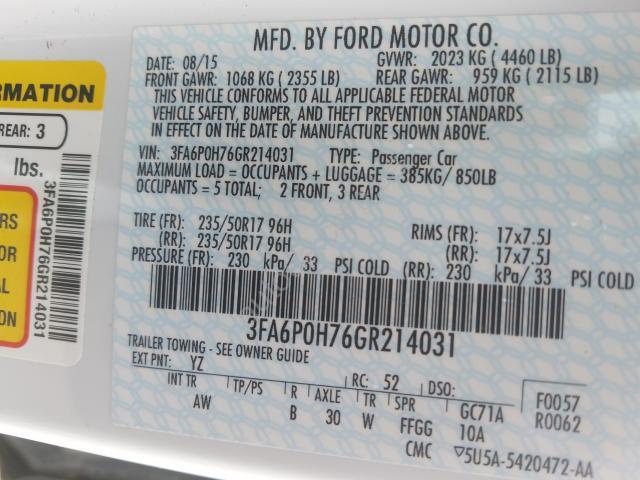 MFD. BY FORD MOTOR CO.
DATE: 08/15 GVWR: 2023 KG (4460 LB)
FRONT GAWR: 1068 KG (2355 LB) REAR GAWR: 959 KG (2115 LB)
THIS VEHICLE CONFORMS TO ALL APPLICABLE FEDERAL MOTOR
VEHICLE SAFETY, BUMPER, AND THEFT PREVENTION STANDARDS
IN EFFECT ON THE DATE OF MANUFACTURE SHOWN ABOVE.
VIN: 3FA6P0H76GR214031 TYPE: Passenger Car
MAXIMUM LOAD = OCCUPANTS + LUGGAGE = 385KG/ 850LB
OCCUPANTS = 5 TOTAL; 2 FRONT, 3 REAR
TIRE (FR): 235/50R17 96H RIMS (FR): 17x7.5J
(RR): 235/50R17 96H (RR): 17x7.5J
PRESSURE (FR): 230 kPa/ 33 PSI COLD (RR): 230 kPa/ 33 PSI COLD
3FA6P0H76GR214031
TRAILER TOWING - SEE OWNER GUIDE
EXT PNT: YZ RC: 52 DSO: F0057
INT TR TP/PS R AXLE TR SPR GC71A R0062
AW B 30 W FFGG 10A
CMC ▽5U5A-5420472-AA
RMATION
REAR: 3
lbs.
3FA6P0H76GR214031
RS
OR
AL
ON